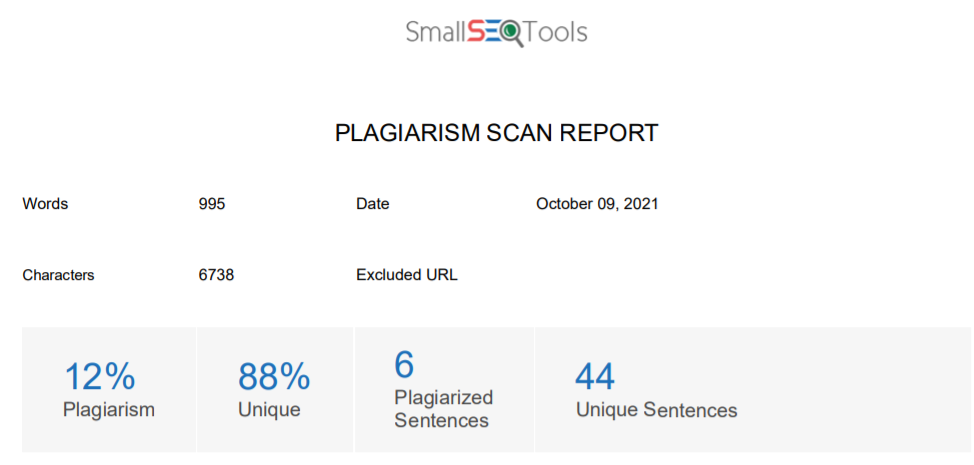 SmallSEOTools
PLAGIARISM SCAN REPORT
Words 995 Date October 09, 2021
Characters 6738 Excluded URL
12% 88% 6 44
Plagiarism Unique Plagiarized Sentences Unique Sentences